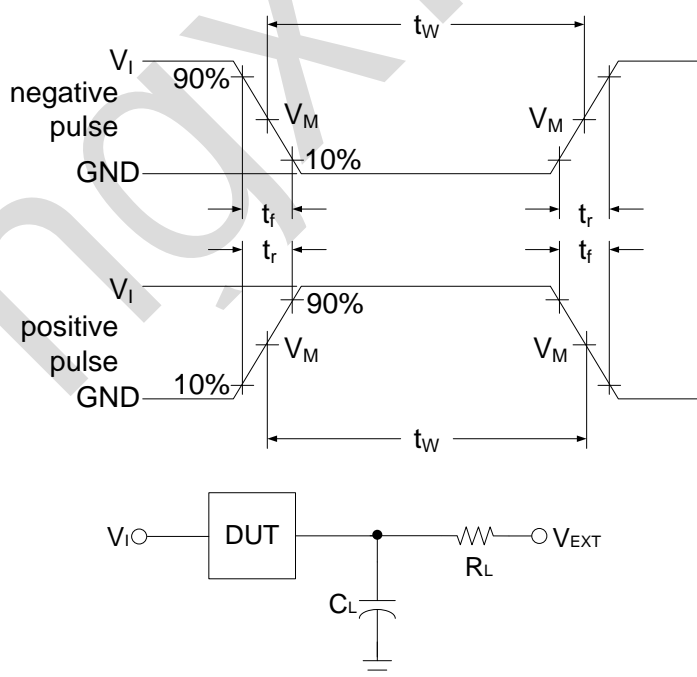 tW
VI
90%
negative
pulse
VM
VM
10%
GND
tf
tr
tr
tf
VI
90%
positive
pulse
VM
VM
10%
GND
tW
VI
DUT
VEXT
RL
CL